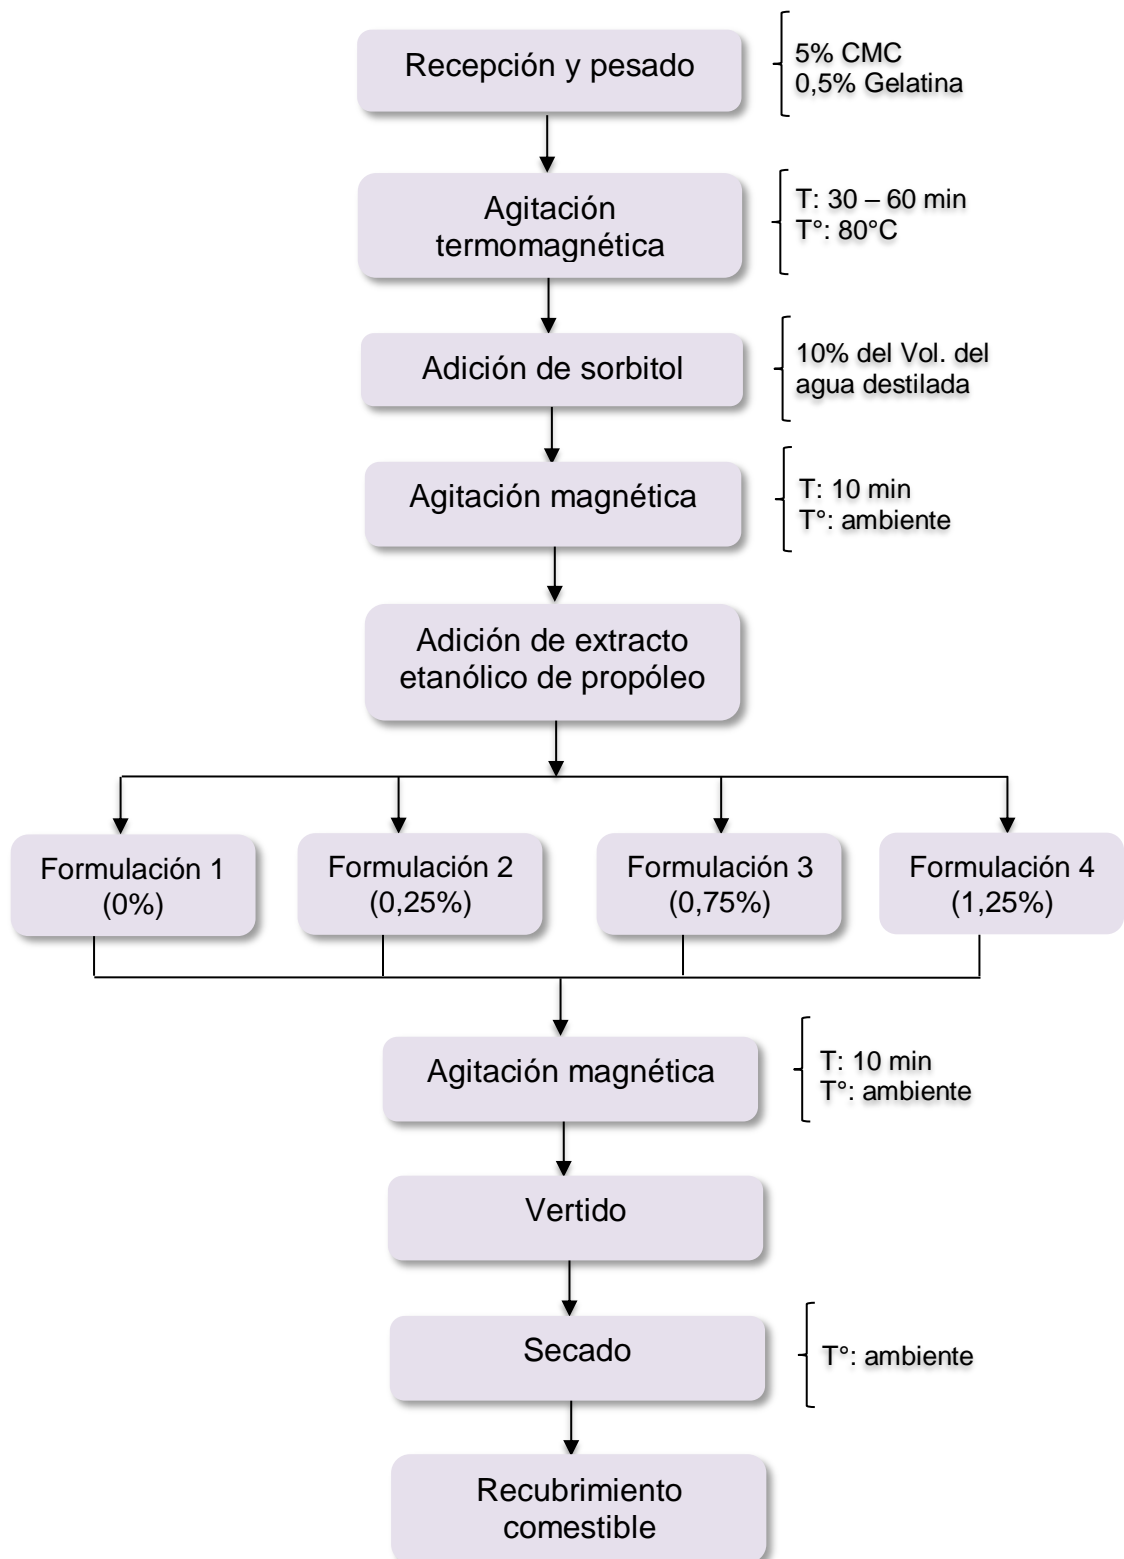 Recepción y pesado
5% CMC
0,5% Gelatina
Agitación
termomagnética
T: 30 – 60 min
T°: 80°C
Adición de sorbitol
10% del Vol. del
agua destilada
Agitación magnética
T: 10 min
T°: ambiente
Adición de extracto
etanólico de propóleo
Formulación 1
(0%)
Formulación 2
(0,25%)
Formulación 3
(0,75%)
Formulación 4
(1,25%)
Agitación magnética
T: 10 min
T°: ambiente
Vertido
Secado
T°: ambiente
Recubrimiento
comestible